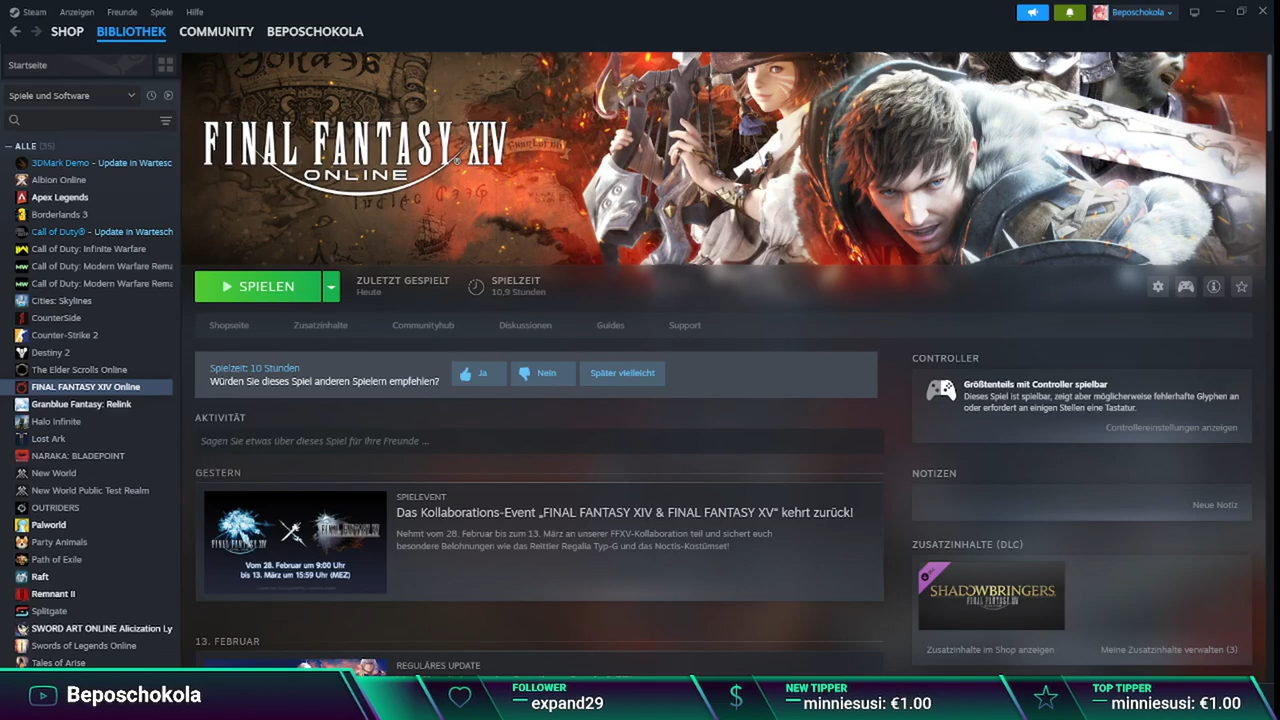 Steam Anzeigen Freunde Spiele Hilfe
Beposchokola
SHOP BIBLIOTHEK COMMUNITY BEPOSCHOKOLA
Startseite
Spiele und Software
ALLE (35)
3DMark Demo - Update in Wartesc
Albion Online
Apex Legends
Borderlands 3
Call of Duty® - Update in Wartesch
Call of Duty: Infinite Warfare
Call of Duty: Modern Warfare Rema
Call of Duty: Modern Warfare Rema
Cities: Skylines
CounterSide
Counter-Strike 2
Destiny 2
The Elder Scrolls Online
FINAL FANTASY XIV Online
Granblue Fantasy: Relink
Halo Infinite
Lost Ark
NARAKA: BLADEPOINT
New World
New World Public Test Realm
OUTRIDERS
Palworld
Party Animals
Path of Exile
Raft
Remnant II
Splitgate
SWORD ART ONLINE Alicization Ly
Swords of Legends Online
Tales of Arise
FINAL FANTASY XIV
ONLINE
SPIELEN
ZULETZT GESPIELT
Heute
SPIELZEIT
10,9 Stunden
Shopseite Zusatzinhalte Communityhub Diskussionen Guides Support
Spielzeit: 10 Stunden
Würden Sie dieses Spiel anderen Spielern empfehlen?
Ja Nein Später vielleicht
AKTIVITÄT
Sagen Sie etwas über dieses Spiel für Ihre Freunde ...
GESTERN
FINAL FANTASY XIV
FINAL FANTASY XV
Vom 28. Februar um 9:00 Uhr
bis 13. März um 15:59 Uhr (MEZ)
SPIELEVENT
Das Kollaborations-Event „FINAL FANTASY XIV & FINAL FANTASY XV“ kehrt zurück!
Nehmt vom 28. Februar bis zum 13. März an unserer FFXV-Kollaboration teil und sichert euch
besondere Belohnungen wie das Reittier Regalia Typ-G und das Noctis-Kostümset!
13. FEBRUAR
REGULÄRES UPDATE
CONTROLLER
Größtenteils mit Controller spielbar
Dieses Spiel ist spielbar, zeigt aber möglicherweise fehlerhafte Glyphen an
oder erfordert an einigen Stellen eine Tastatur.
Controllereinstellungen anzeigen
NOTIZEN
Neue Notiz
ZUSATZINHALTE (DLC)
SHADOWBRINGERS
FINAL FANTASY XIV
Zusatzinhalte im Shop anzeigen
Meine Zusatzinhalte verwalten (3)
Beposchokola
FOLLOWER
expand29
NEW TIPPER
minniesusi: €1.00
TOP TIPPER
minniesusi: €1.00